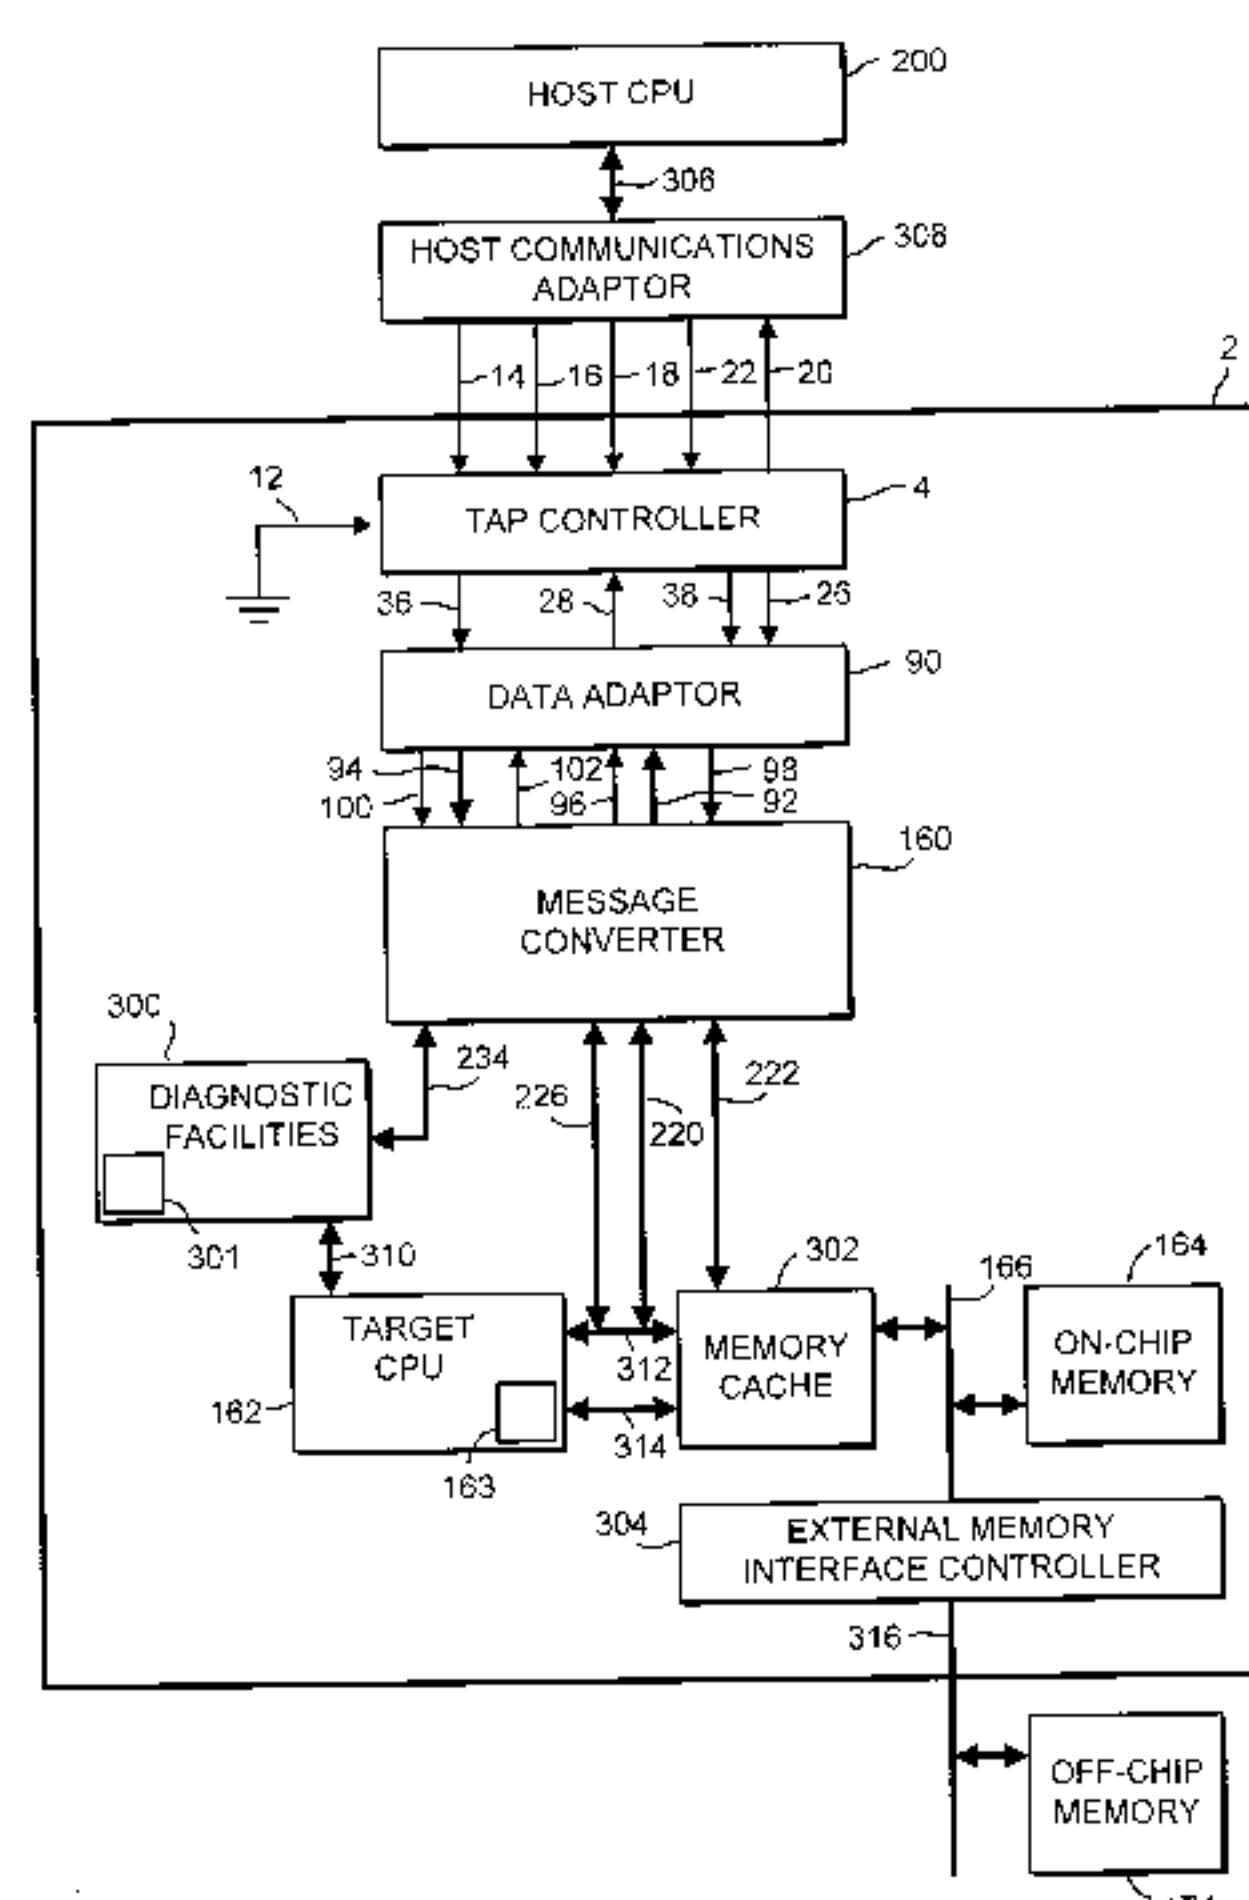 HOST CPU
200
306
HOST COMMUNICATIONS
ADAPTOR
308
2
14
16
18
22
20
12
TAP CONTROLLER
4
36
28
38
26
DATA ADAPTOR
90
94
100
102
96
92
98
160
MESSAGE
CONVERTER
300
DIAGNOSTIC
FACILITIES
234
226
220
222
301
310
302
166
164
TARGET
CPU
312
MEMORY
CACHE
ON-CHIP
MEMORY
162
314
163
304
EXTERNAL MEMORY
INTERFACE CONTROLLER
316
OFF-CHIP
MEMORY